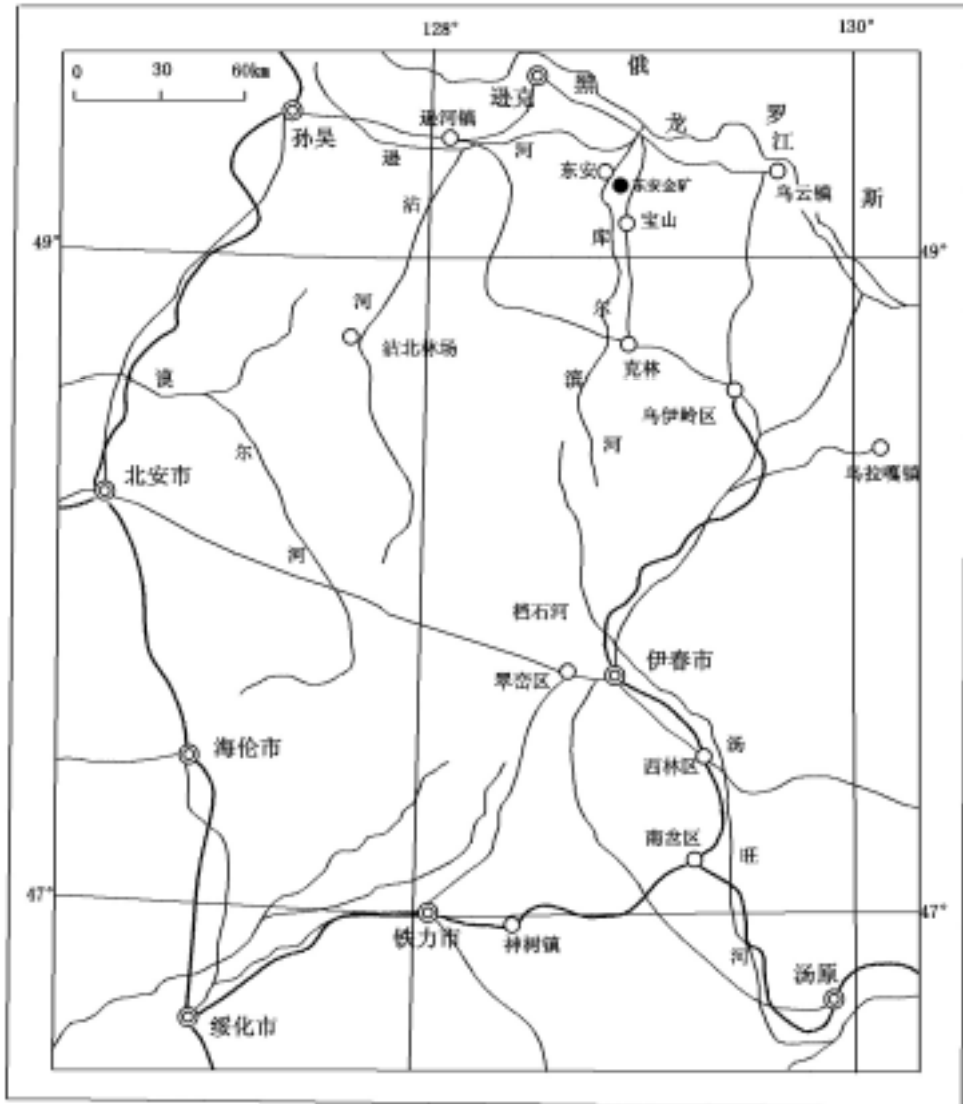 128°
130°
0 30 60km
俄
黑
逊克
龙
罗
江
孙吴
逊河镇
逊
河
东安
东安金矿
乌云镇
斯
沾
宝山
库
49°
49°
河
尔
沾北林场
克林
漠
滨
乌伊岭区
尔
河
乌拉嘎镇
北安市
河
档石河
伊春市
翠峦区
海伦市
汤
西林区
南岔区
旺
47°
47°
铁力市
神树镇
河
汤原
绥化市